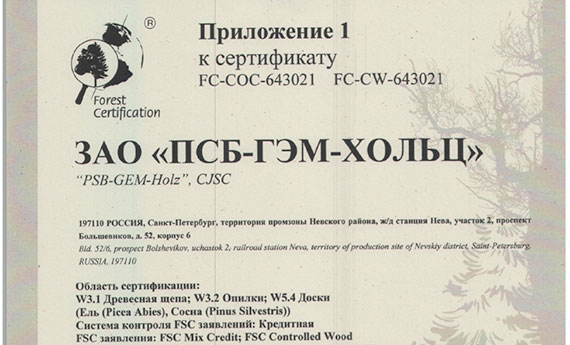 Приложение 1
к сертификату
FC-COC-643021 FC-CW-643021
®
Forest
Certification
ЗАО «ПСБ-ГЭМ-ХОЛЬЦ»
“PSB-GEM-Holz”, CJSC
197110 РОССИЯ, Санкт-Петербург, территория промзоны Невского района, ж/д станция Нева, участок 2, проспект
Большевиков, д. 52, корпус 6
Bld. 52/6, prospect Bolshevikov, uchastok 2, railroad station Neva, territory of production site of Nevskiy district, Saint-Petersburg,
RUSSIA, 197110
Область сертификации:
W3.1 Древесная щепа; W3.2 Опилки; W5.4 Доски
(Ель (Picea Abies), Сосна (Pinus Silvestris))
Система контроля FSC заявлений: Кредитная
FSC заявления: FSC Mix Credit; FSC Controlled Wood